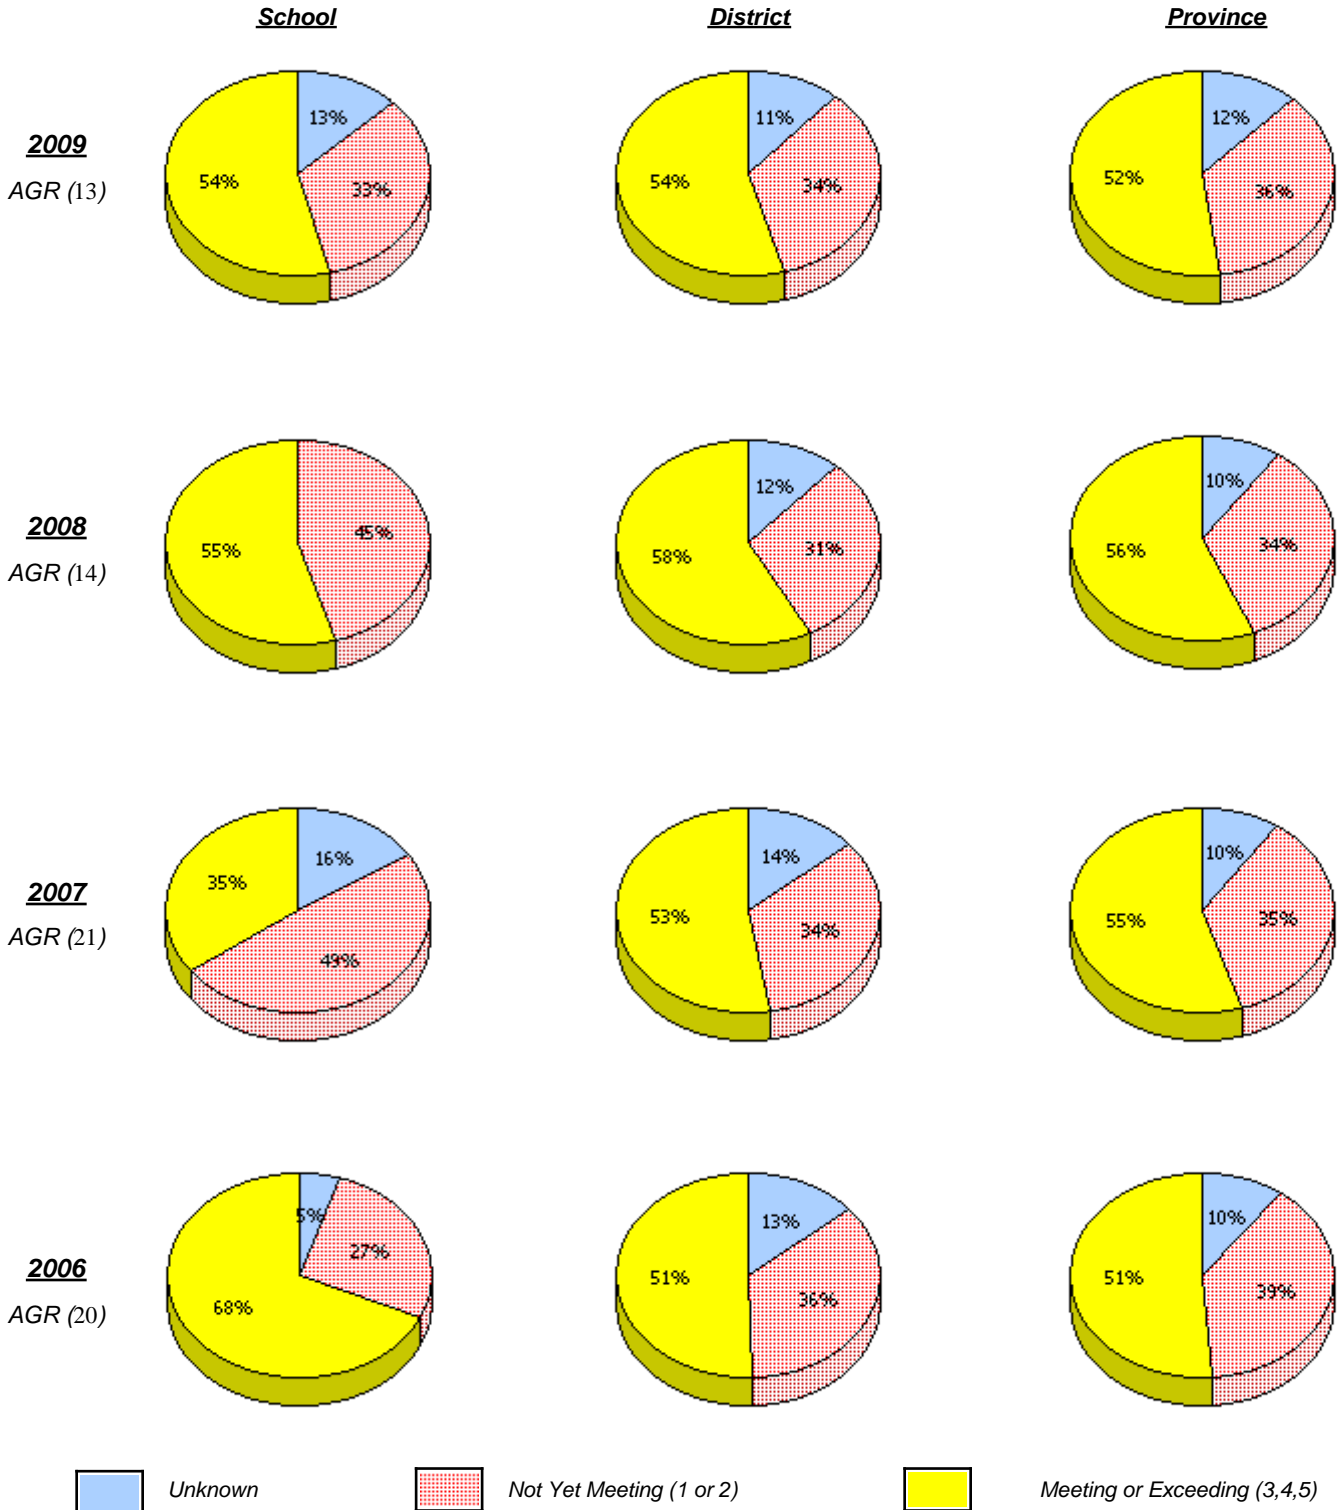 School District Province
13% 11% 12%
2009
54% 33% 54% 34% 52% 36%
AGR (13)
12% 10%
2008
55% 45% 58% 31% 56% 34%
AGR (14)
16% 14% 10%
2007
35% 49% 53% 34% 55% 35%
AGR (21)
5% 13% 10%
2006
68% 27% 51% 36% 51% 39%
AGR (20)
Unknown Not Yet Meeting (1 or 2) Meeting or Exceeding (3,4,5)